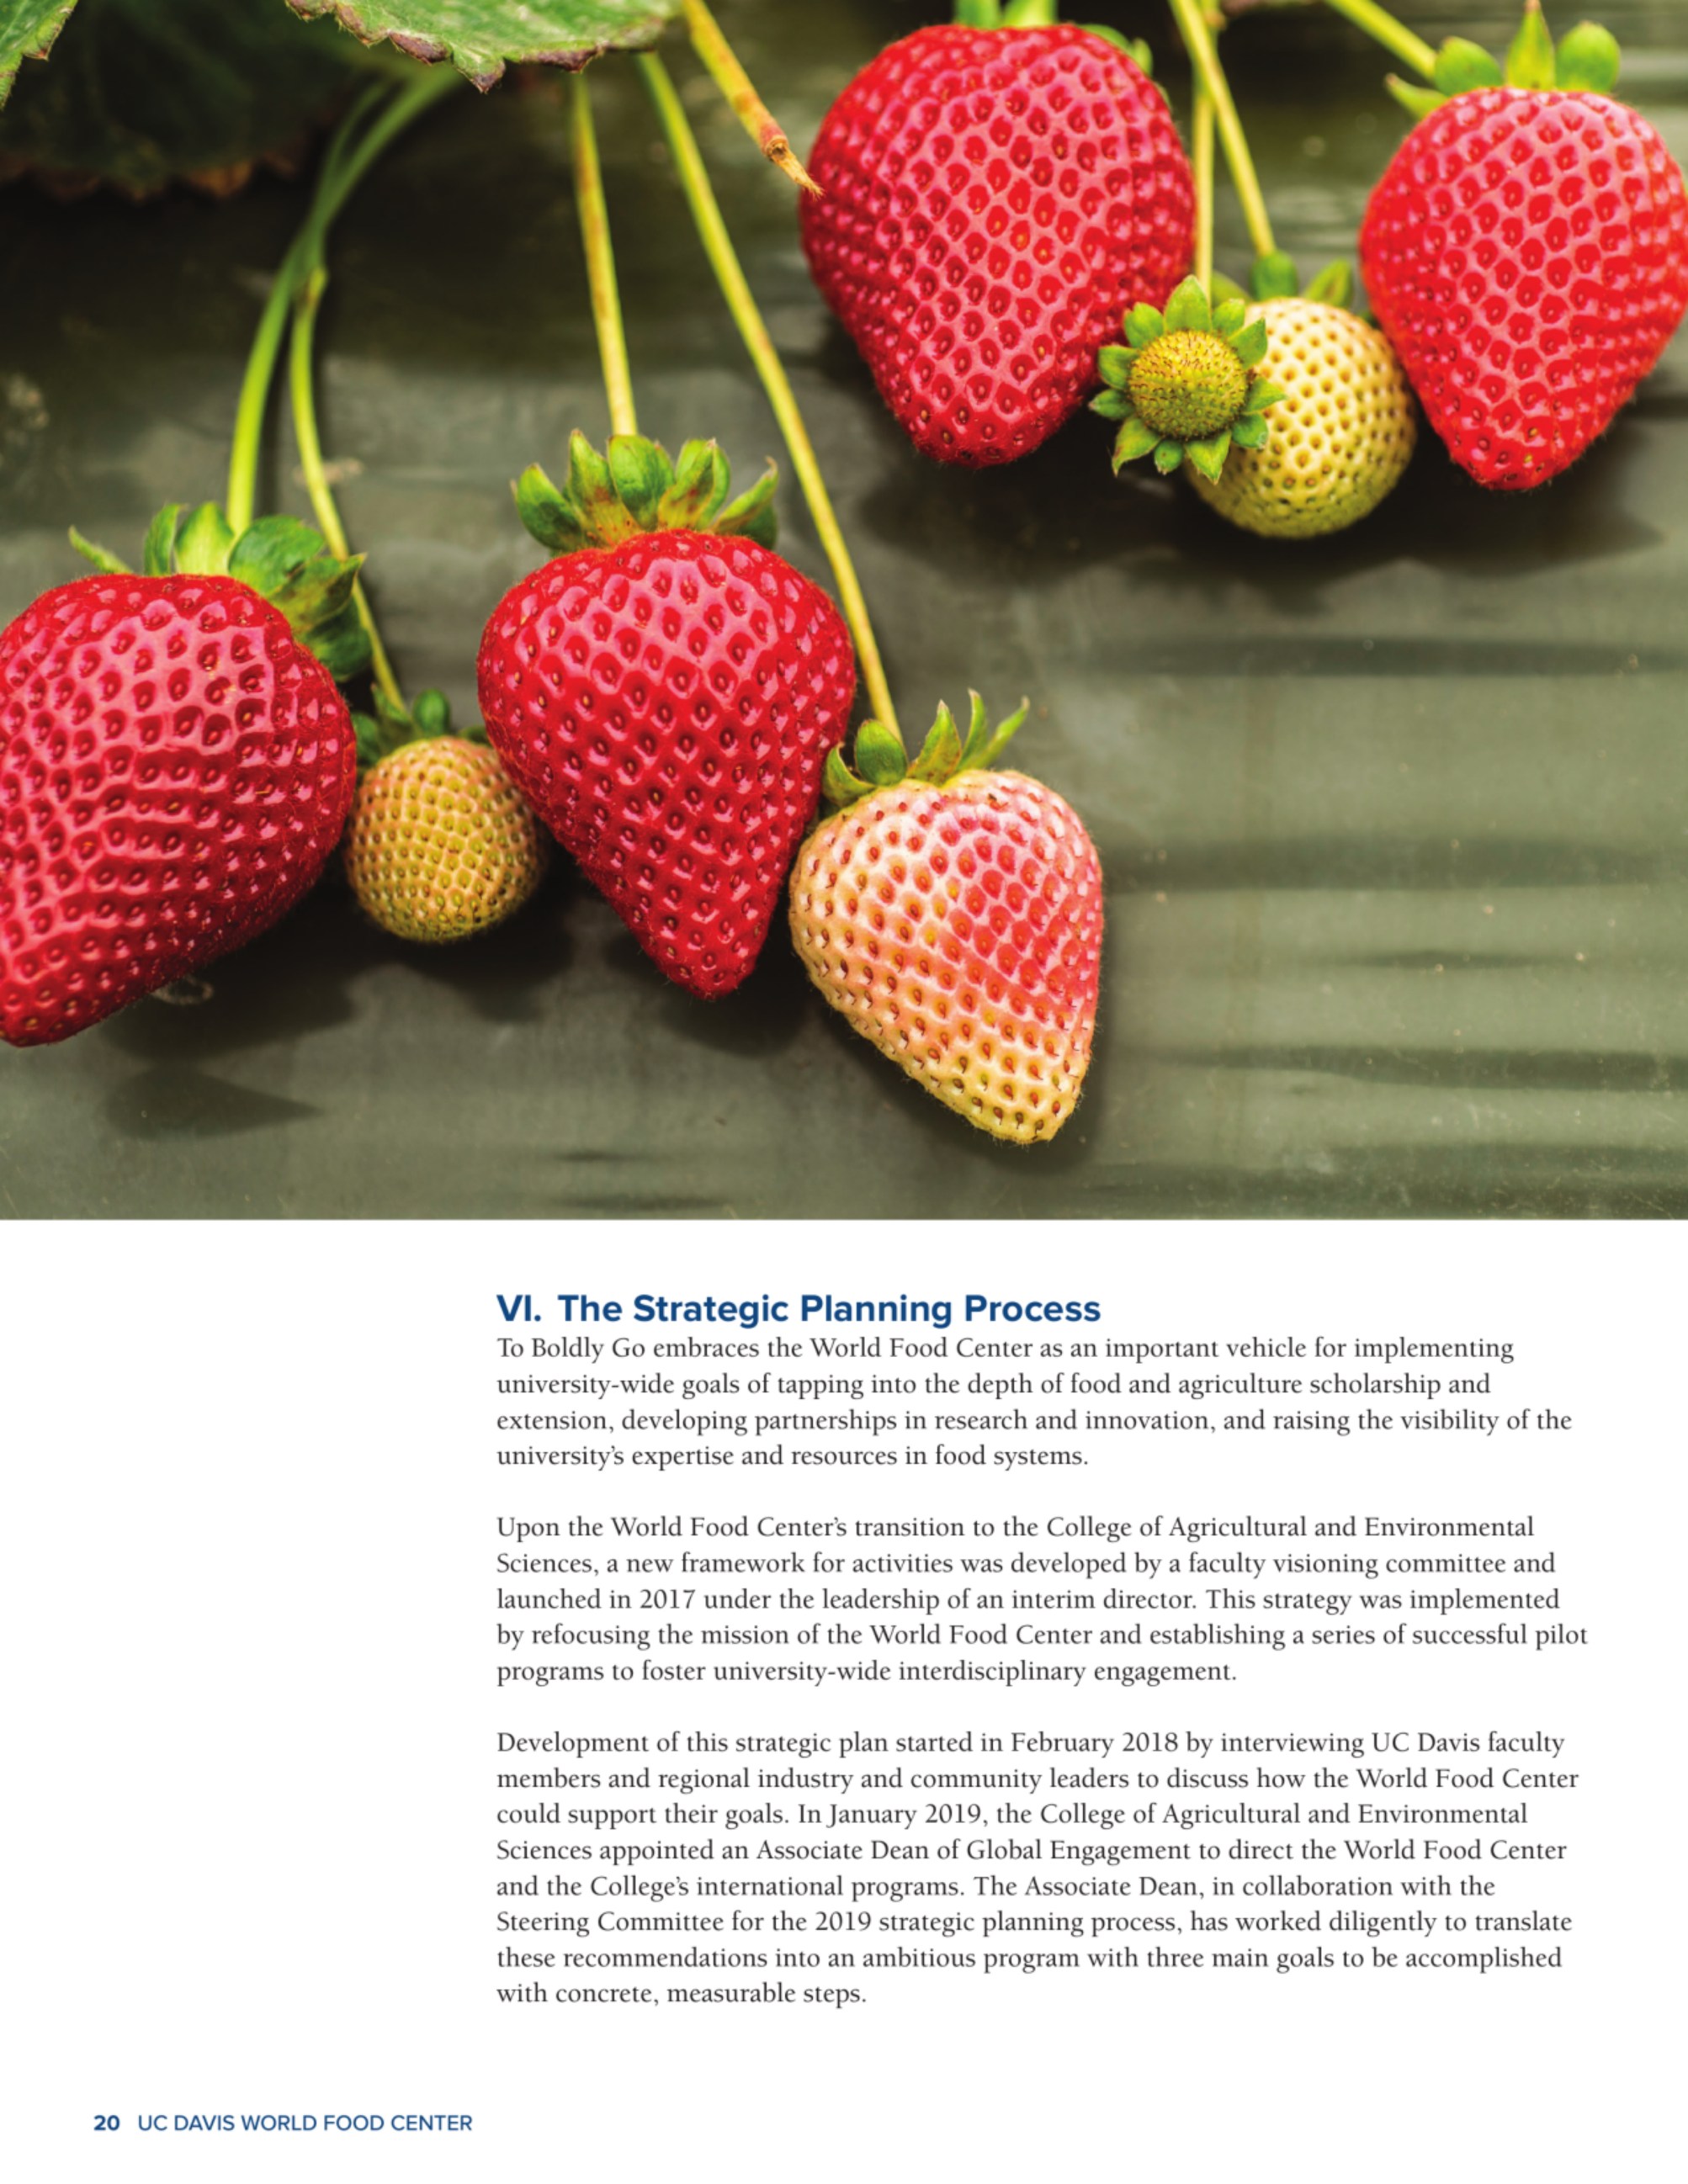 VI. The Strategic Planning Process
To Boldly Go embraces the World Food Center as an important vehicle for implementing
university-wide goals of tapping into the depth of food and agriculture scholarship and
extension, developing partnerships in research and innovation, and raising the visibility of the
university’s expertise and resources in food systems.
Upon the World Food Center’s transition to the College of Agricultural and Environmental
Sciences, a new framework for activities was developed by a faculty visioning committee and
launched in 2017 under the leadership of an interim director. This strategy was implemented
by refocusing the mission of the World Food Center and establishing a series of successful pilot
programs to foster university-wide interdisciplinary engagement.
Development of this strategic plan started in February 2018 by interviewing UC Davis faculty
members and regional industry and community leaders to discuss how the World Food Center
could support their goals. In January 2019, the College of Agricultural and Environmental
Sciences appointed an Associate Dean of Global Engagement to direct the World Food Center
and the College’s international programs. The Associate Dean, in collaboration with the
Steering Committee for the 2019 strategic planning process, has worked diligently to translate
these recommendations into an ambitious program with three main goals to be accomplished
with concrete, measurable steps.
20 UC DAVIS WORLD FOOD CENTER